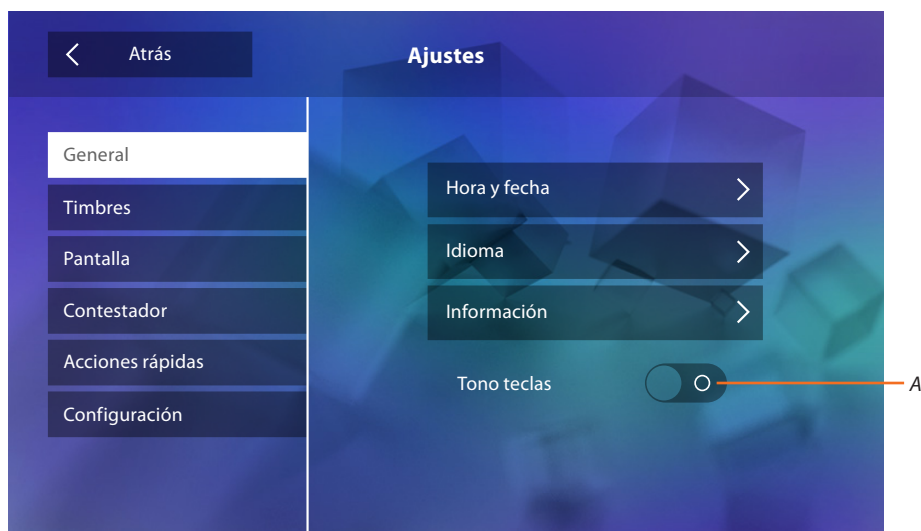 Atrás
Ajustes
General
Timbres
Pantalla
Contestador
Acciones rápidas
Configuración
Hora y fecha
Idioma
Información
Tono teclas
A